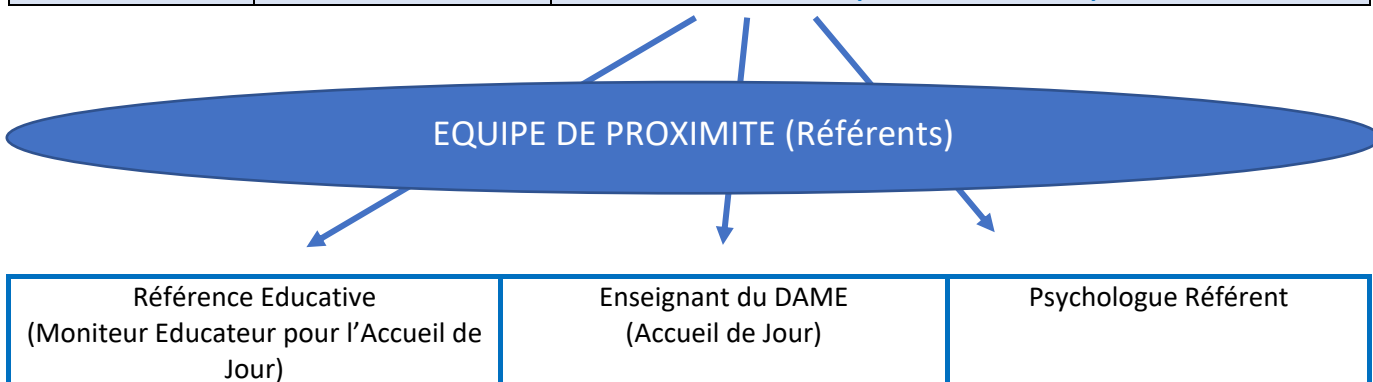 EQUIPE DE PROXIMITE (Référents)
Référence Educative
(Moniteur Educateur pour l’Accueil de
Jour)
Enseignant du DAME
(Accueil de Jour)
Psychologue Référent